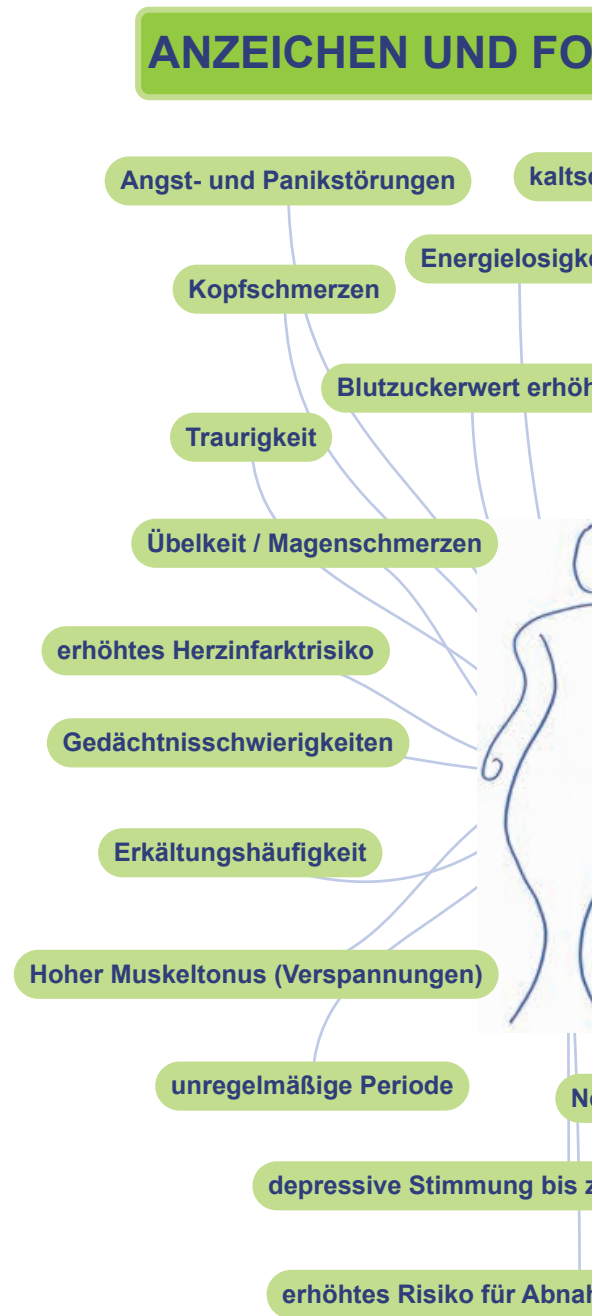 ANZEICHEN UND FO
Angst- und Panikstörungen
Energielosigke
Kopfschmerzen
Blutzuckerwert erhöh
Traurigkeit
Übelkeit / Magenschmerzen
erhöhtes Herzinfarktrisiko
Gedächtnisschwierigkeiten
Erkältungshäufigkeit
Hoher Muskeltonus (Verspannungen)
unregelmäßige Periode
depressive Stimmung bis z
erhöhtes Risiko für Abnah